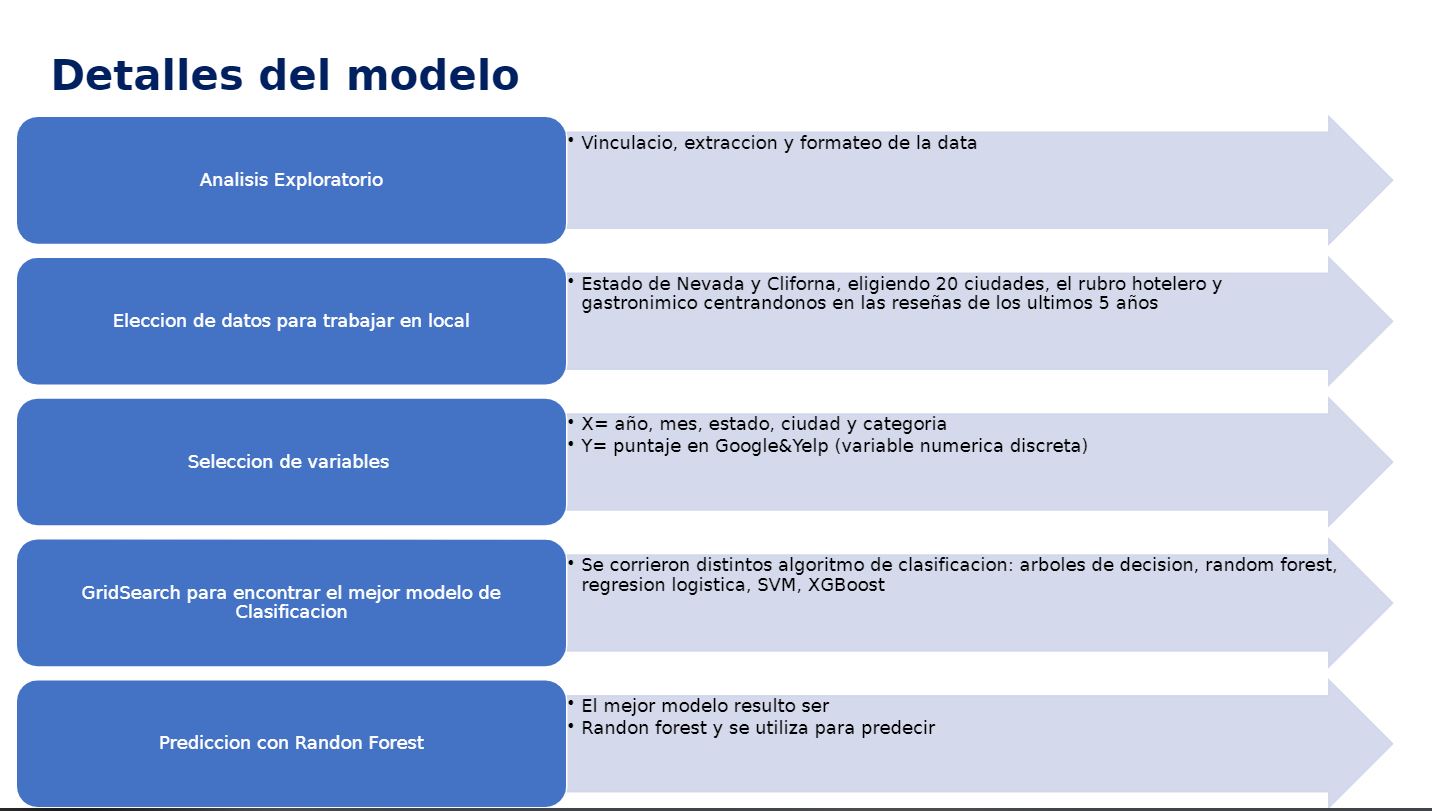 Detalles del modelo
Analisis Exploratorio
• Vinculacio, extraccion y formateo de la data
Eleccion de datos para trabajar en local
• Estado de Nevada y Cliforna, eligiendo 20 ciudades, el rubro hotelero y
gastronimico centrandonos en las reseñas de los ultimos 5 años
Seleccion de variables
• X= año, mes, estado, ciudad y categoria
• Y= puntaje en Google&Yelp (variable numerica discreta)
GridSearch para encontrar el mejor modelo de
Clasificacion
• Se corrieron distintos algoritmo de clasificacion: arboles de decision, random forest,
regresion logistica, SVM, XGBoost
Prediccion con Randon Forest
• El mejor modelo resulto ser
• Randon forest y se utiliza para predecir